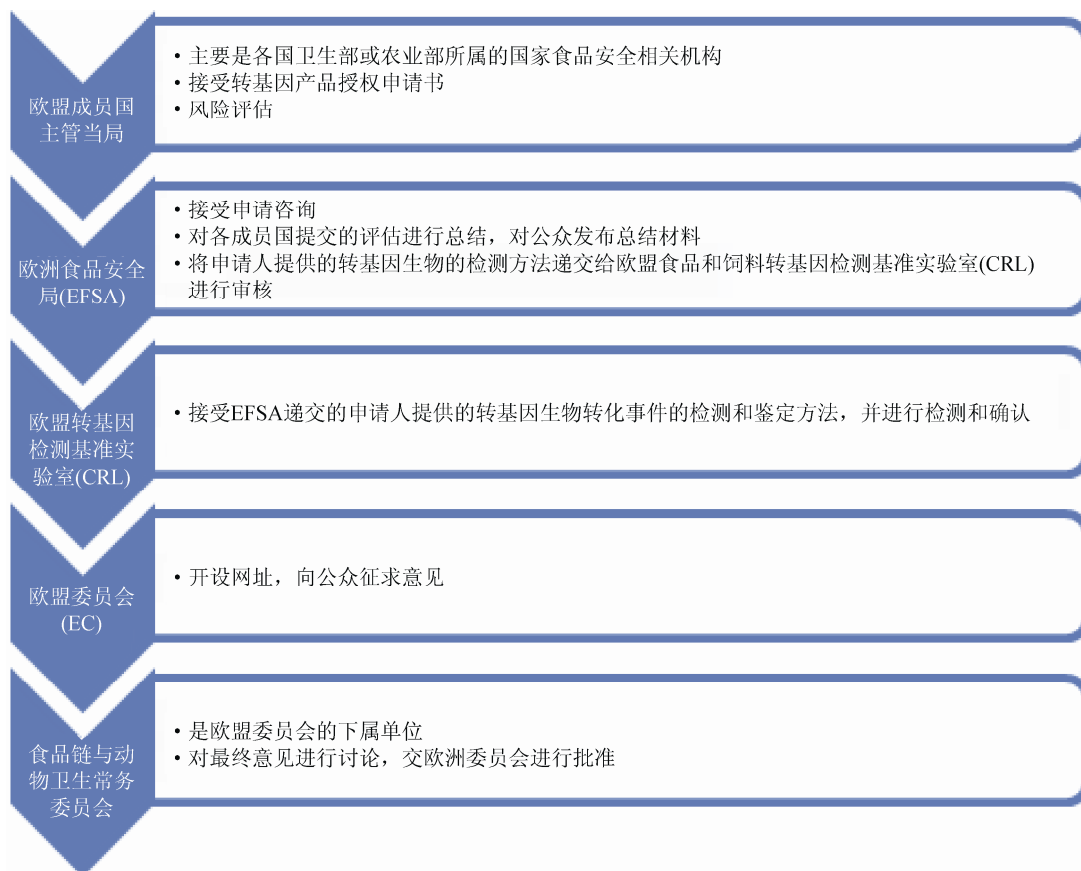 欧盟成员国
主管当局
• 主要是各国卫生部或农业部所属的国家食品安全相关机构
• 接受转基因产品授权申请书
• 风险评估
欧洲食品安全
局(EFSA)
• 接受申请咨询
• 对各成员国提交的评估进行总结，对公众发布总结材料
• 将申请人提供的转基因生物的检测方法递交给欧盟食品和饲料转基因检测基准实验室(CRL)
进行审核
欧盟转基因
检测基准实
验室(CRL)
• 接受EFSA递交的申请人提供的转基因生物转化事件的检测和鉴定方法，并进行检测和确认
欧盟委员会
(EC)
• 开设网址，向公众征求意见
食品链与动
物卫生常务
委员会
• 是欧盟委员会的下属单位
• 对最终意见进行讨论，交欧洲委员会进行批准